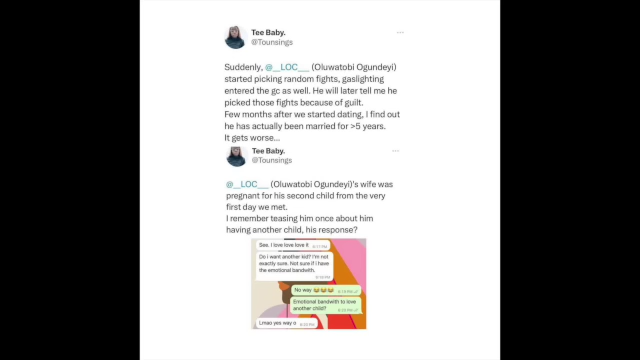 Tee Baby.
@Tounsings
Suddenly, @__LOC__ (Oluwatobi Ogundeyi)
started picking random fights, gaslighting
entered the gc as well. He will later tell me he
picked those fights because of guilt.
Few months after we started dating, I find out
he has actually been married for >5 years.
It gets worse...
Tee Baby.
@Tounsings
@__LOC__ (Oluwatobi Ogundeyi)'s wife was
pregnant for his second child from the very
first day we met.
I remember teasing him once about him
having another child, his response?
See. I love love love it
Do i want another kid? I'm not
exactly sure. Not sure if i have
the emotional bandwith.
No way 😂😂😂
Emotional bandwith to love
another child?
Lmao yes way o